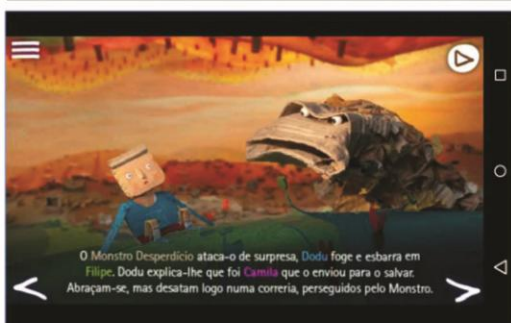 O Monstro Desperdício ataca-o de surpresa, Dodu foge e esbarra em
Filipe. Dodu explica-lhe que foi Camila que o enviou para o salvar.
Abraçam-se, mas desatam logo numa correria, perseguidos pelo Monstro.